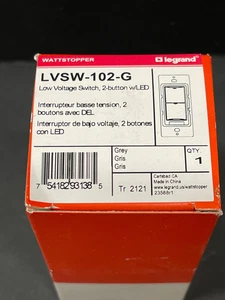 WATTSTOPPER
legrand
LVSW-102-G
Low Voltage Switch, 2-button w/LED
Interrupteur basse tension, 2
boutons avec DEL
Interruptor de bajo voltaje, 2 botones
con LED
Grey
Gris
Gris
QTY.
1
7 54182 93138 5
Tr 2121
Carlsbad CA
Made in China
www.legrand.us/wattstopper
23588r1